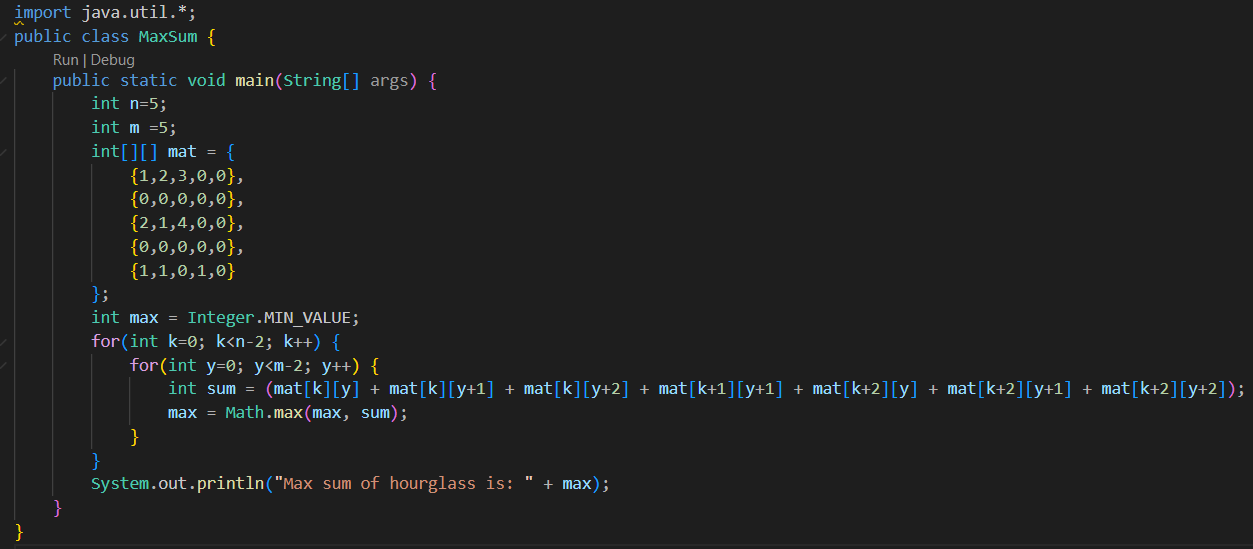 import java.util.*;
public class MaxSum {
Run | Debug
public static void main(String[] args) {
int n=5;
int m =5;
int[][] mat = {
{1,2,3,0,0},
{0,0,0,0,0},
{2,1,4,0,0},
{0,0,0,0,0},
{1,1,0,1,0}
};
int max = Integer.MIN_VALUE;
for(int k=0; k<n-2; k++) {
for(int y=0; y<m-2; y++) {
int sum = (mat[k][y] + mat[k][y+1] + mat[k][y+2] + mat[k+1][y+1] + mat[k+2][y] + mat[k+2][y+1] + mat[k+2][y+2]);
max = Math.max(max, sum);
}
}
System.out.println("Max sum of hourglass is: " + max);
}
}